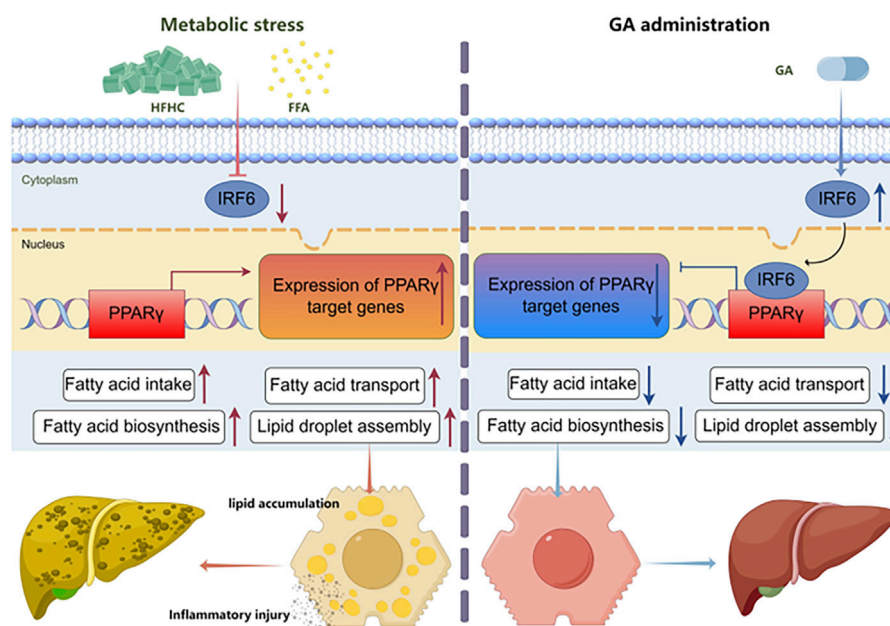 Metabolic stress
GA administration
HFHC
FFA
GA
Cytoplasm
IRF6
IRF6
Nucleus
PPARγ
Expression of PPARγ
target genes
Expression of PPARγ
target genes
IRF6
PPARγ
Fatty acid intake
Fatty acid transport
Fatty acid biosynthesis
Lipid droplet assembly
Fatty acid intake
Fatty acid transport
Fatty acid biosynthesis
Lipid droplet assembly
lipid accumulation
Inflammatory injury